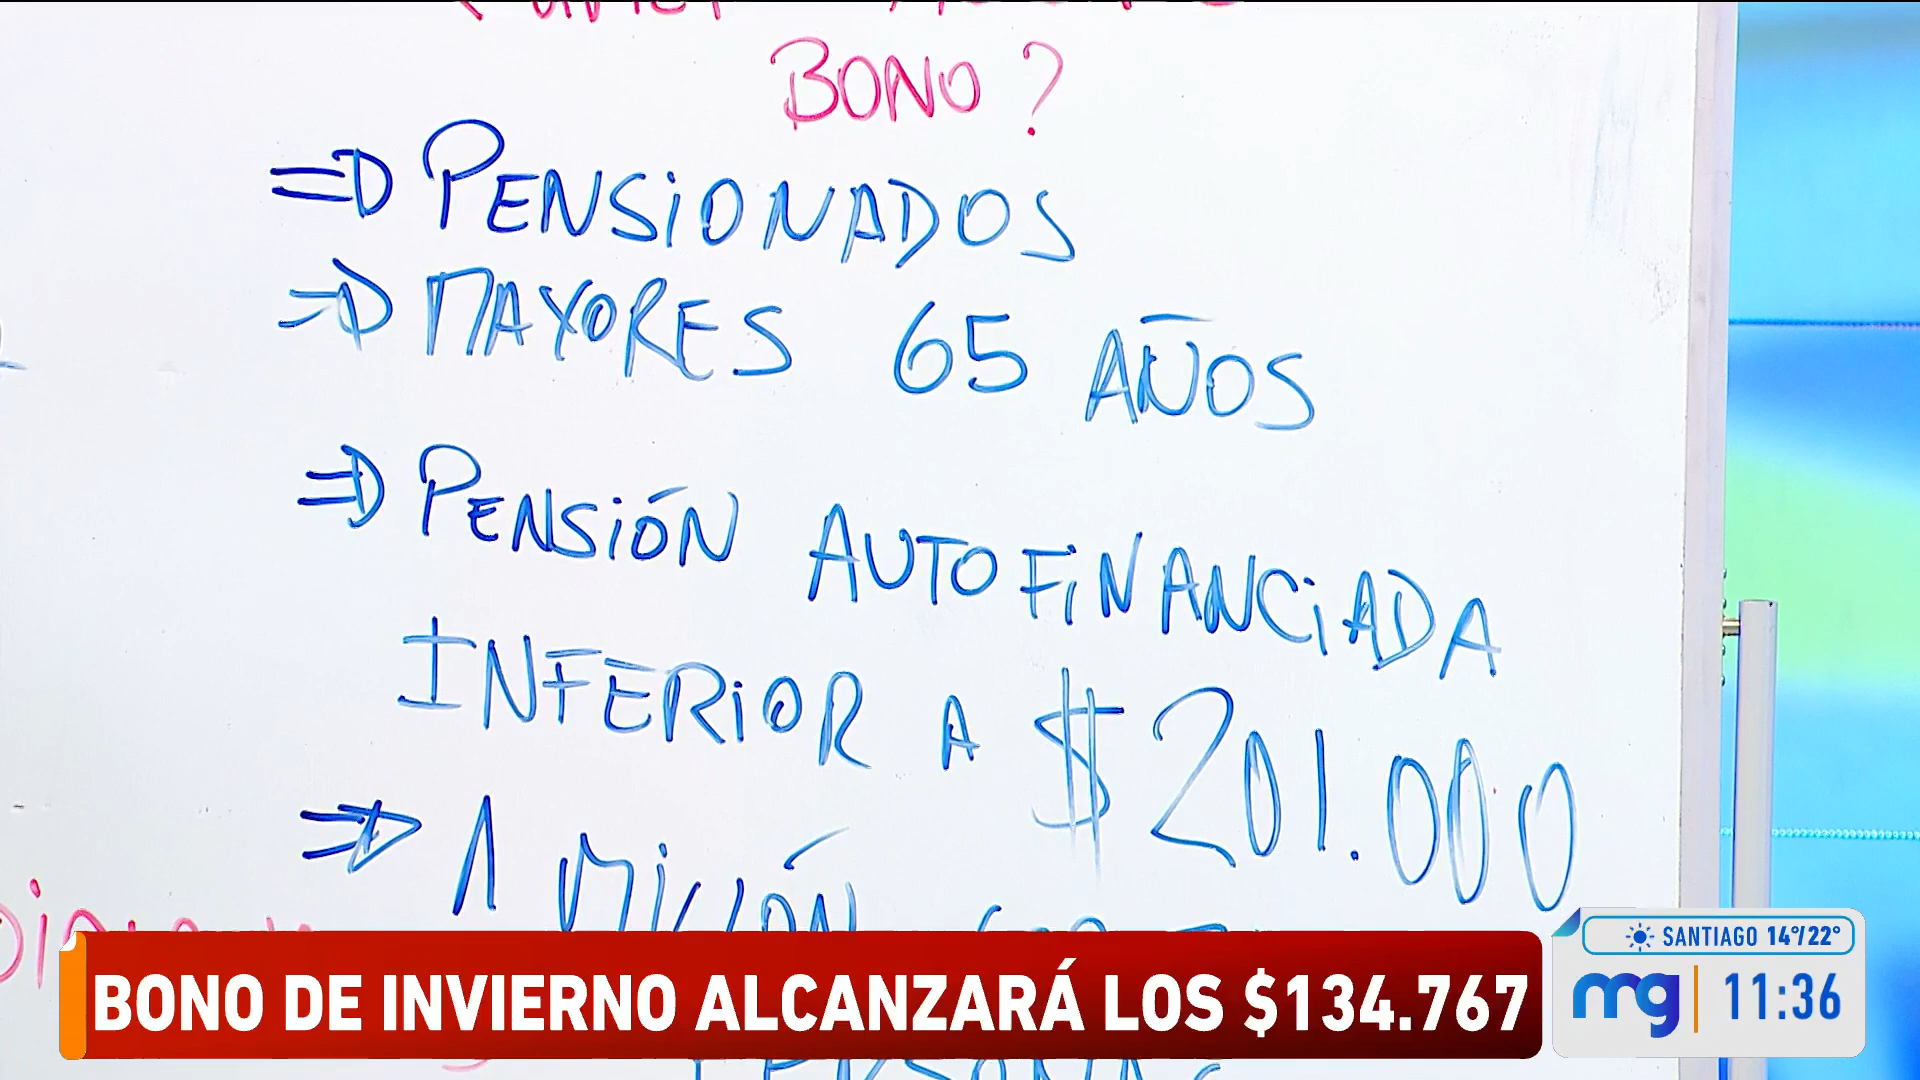 BONO?
⇒ PENSIONADOS
⇒ MAYORES 65 AÑOS
⇒ PENSIÓN AUTOFINANCIADA
INFERIOR A $201.000
⇒ 1 MILLÓN
BONO DE INVIERNO ALCANZARÁ LOS $134.767
SANTIAGO 14°/22°
mg 11:36
PERSONAS